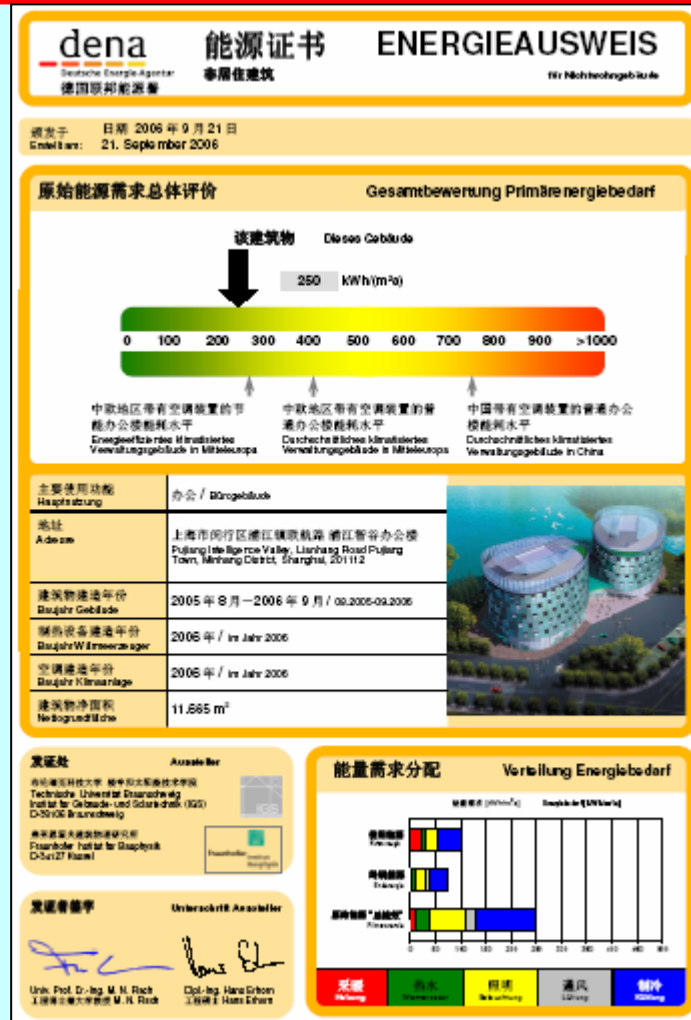 dena
Deutsche Energie-Agentur
德国联邦能源署
能源证书
非居住建筑
ENERGIEAUSWEIS
für Nichtwohngebäude
颁发于
Erstellt am:
日期 2006 年 9 月 21 日
21. September 2006
原始能源需求总体评价
Gesamtbewertung Primärenergiebedarf
该建筑物 Dieses Gebäude
250 kWh/(m²a)
0 100 200 300 400 500 600 700 800 900 >1000
中欧地区带有空调装置的节
能办公楼能耗水平
Energieeffizientes klimatisiertes
Verwaltungsgebäude in Mitteleuropa
中欧地区带有空调装置的普
通办公楼能耗水平
Durchschnittliches klimatisiertes
Verwaltungsgebäude in Mitteleuropa
中国带有空调装置的普通办公
楼能耗水平
Durchschnittliches klimatisiertes
Verwaltungsgebäude in China
主要使用功能
Hauptnutzung
办公 / Bürogebäude
地址
Adresse
上海市闵行区浦江镇联航路 浦江智谷办公楼
Pujiang Intelligence Valley, Lianhang Road Pujiang
Town, Minhang District, Shanghai, 201112
建筑物建造年份
Baujahr Gebäude
2005 年 8 月－2006 年 9 月 / 08.2005-09.2006
制热设备建造年份
Baujahr Wärmeerzeuger
2006 年 / im Jahr 2006
空调建造年份
Baujahr Klimaanlage
2006 年 / im Jahr 2006
建筑物净面积
Nettogrundfläche
11.665 m²
发证处 Aussteller
Technische Universität Braunschweig
Institut für Gebäude- und Solartechnik (IGS)
Braunschweig
IGS
Fraunhofer Institut für Bauphysik
Kassel
Fraunhofer Institut
Bauphysik
发证者签字 Unterschrift Aussteller
Univ. Prof. Dr.-Ing. M. N. Fisch
M. N. Fisch
Dipl.-Ing. Hans Erhorn
Hans Erhorn
能量需求分配
Verteilung Energiebedarf
采暖
Heizung
热水
Warmwasser
照明
Beleuchtung
通风
Lüftung
制冷
Kühlung